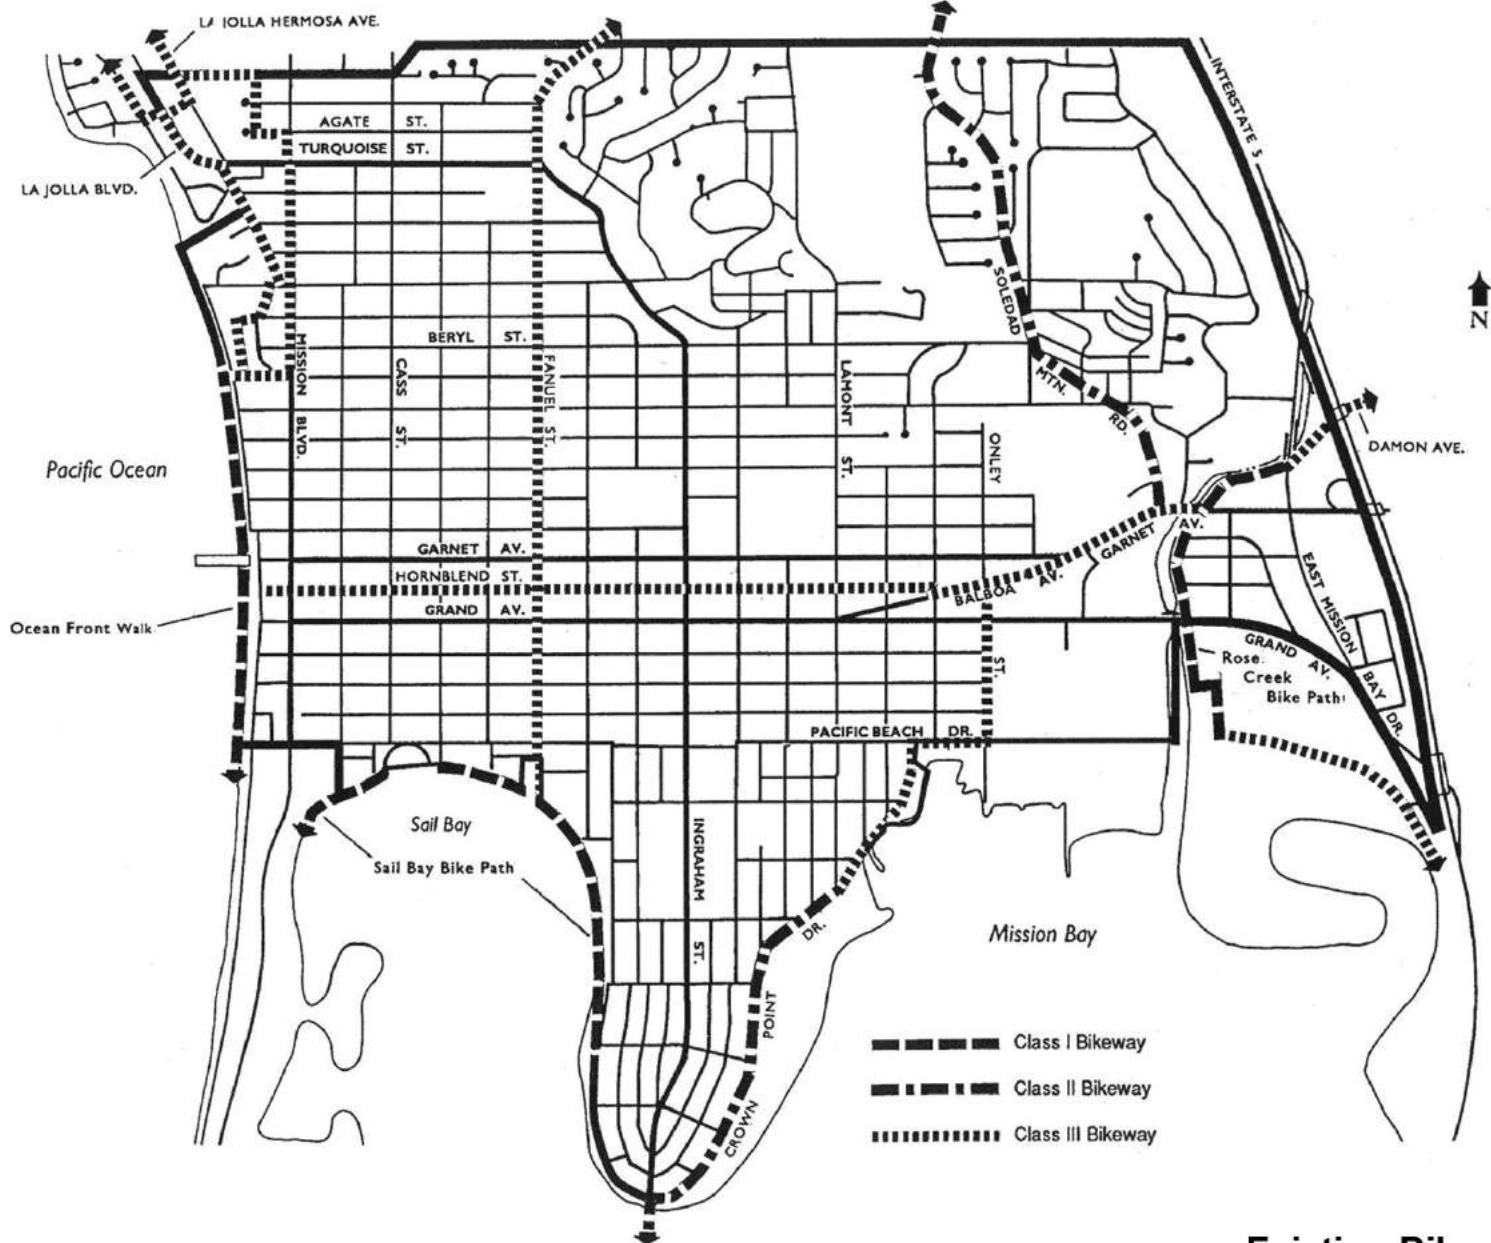 LA JOLLA HERMOSA AVE.
INTERSTATE 5
AGATE ST.
TURQUOISE ST.
LA JOLLA BLVD.
SOLEDAD
MTN.
RD.
N
BERYL ST.
MISSION BLVD.
CASS ST.
FANUEL ST.
LAMONT ST.
ONLEY
ST.
DAMON AVE.
Pacific Ocean
GARNET AV.
GARNET AV.
HORNBLEND ST.
BALBOA AV.
GRAND AV.
EAST MISSION
BAY DR.
Ocean Front Walk
GRAND AV.
Rose
Creek
Bike Path
PACIFIC BEACH DR.
Sail Bay
Sail Bay Bike Path
INGRAHAM ST.
DR.
POINT
CROWN
Mission Bay
Class I Bikeway
Class II Bikeway
Class III Bikeway